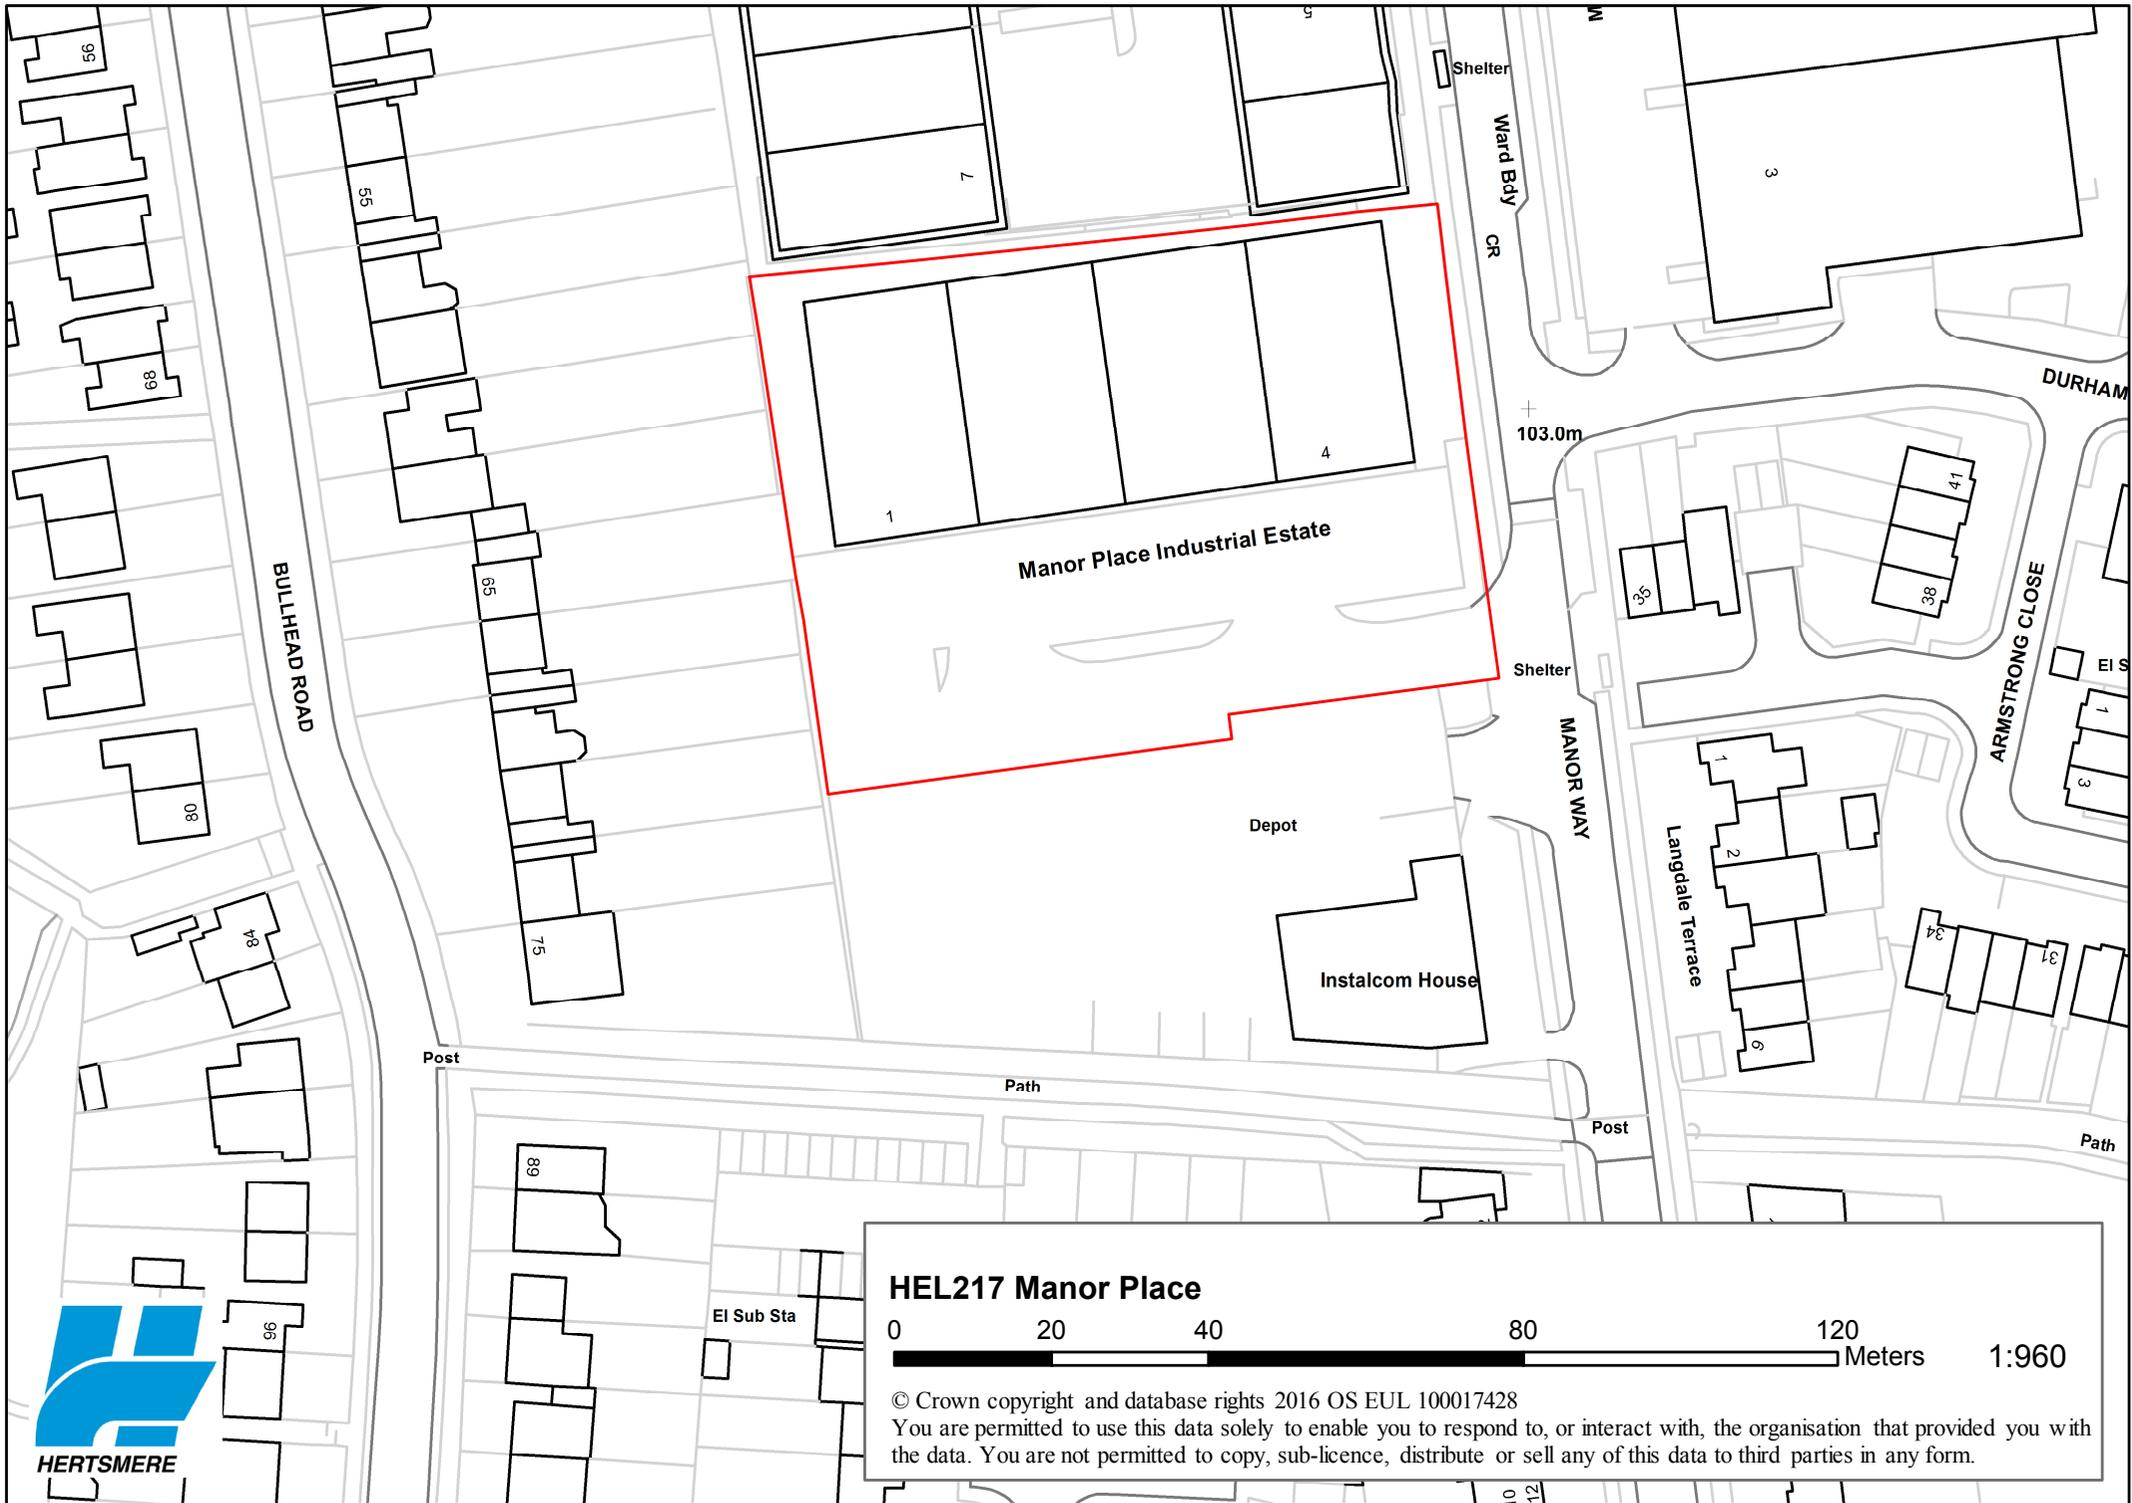 56
5
W
Shelter
Ward Bdy
7
3
55
CR
68
DURHAM
103.0m
4
41
1
Manor Place Industrial Estate
BULLHEAD ROAD
65
35
38
ARMSTRONG CLOSE
Shelter
El S
1
MANOR WAY
1
3
80
Depot
2
Langdale Terrace
84
75
34
31
Instalcom House
6
Post
Path
Post
Path
89
El Sub Sta
96
HERTSMERE
HEL217 Manor Place
0 20 40 80 120
Meters 1:960
© Crown copyright and database rights 2016 OS EUL 100017428
You are permitted to use this data solely to enable you to respond to, or interact with, the organisation that provided you with
the data. You are not permitted to copy, sub-licence, distribute or sell any of this data to third parties in any form.
10
12